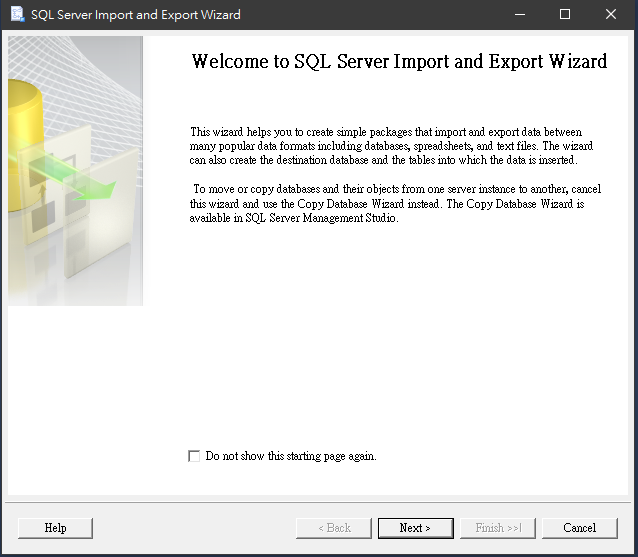 SQL Server Import and Export Wizard
Welcome to SQL Server Import and Export Wizard
This wizard helps you to create simple packages that import and export data between
many popular data formats including databases, spreadsheets, and text files. The wizard
can also create the destination database and the tables into which the data is inserted.
To move or copy databases and their objects from one server instance to another, cancel
this wizard and use the Copy Database Wizard instead. The Copy Database Wizard is
available in SQL Server Management Studio.
Do not show this starting page again.
Help
< Back
Next >
Finish >>|
Cancel